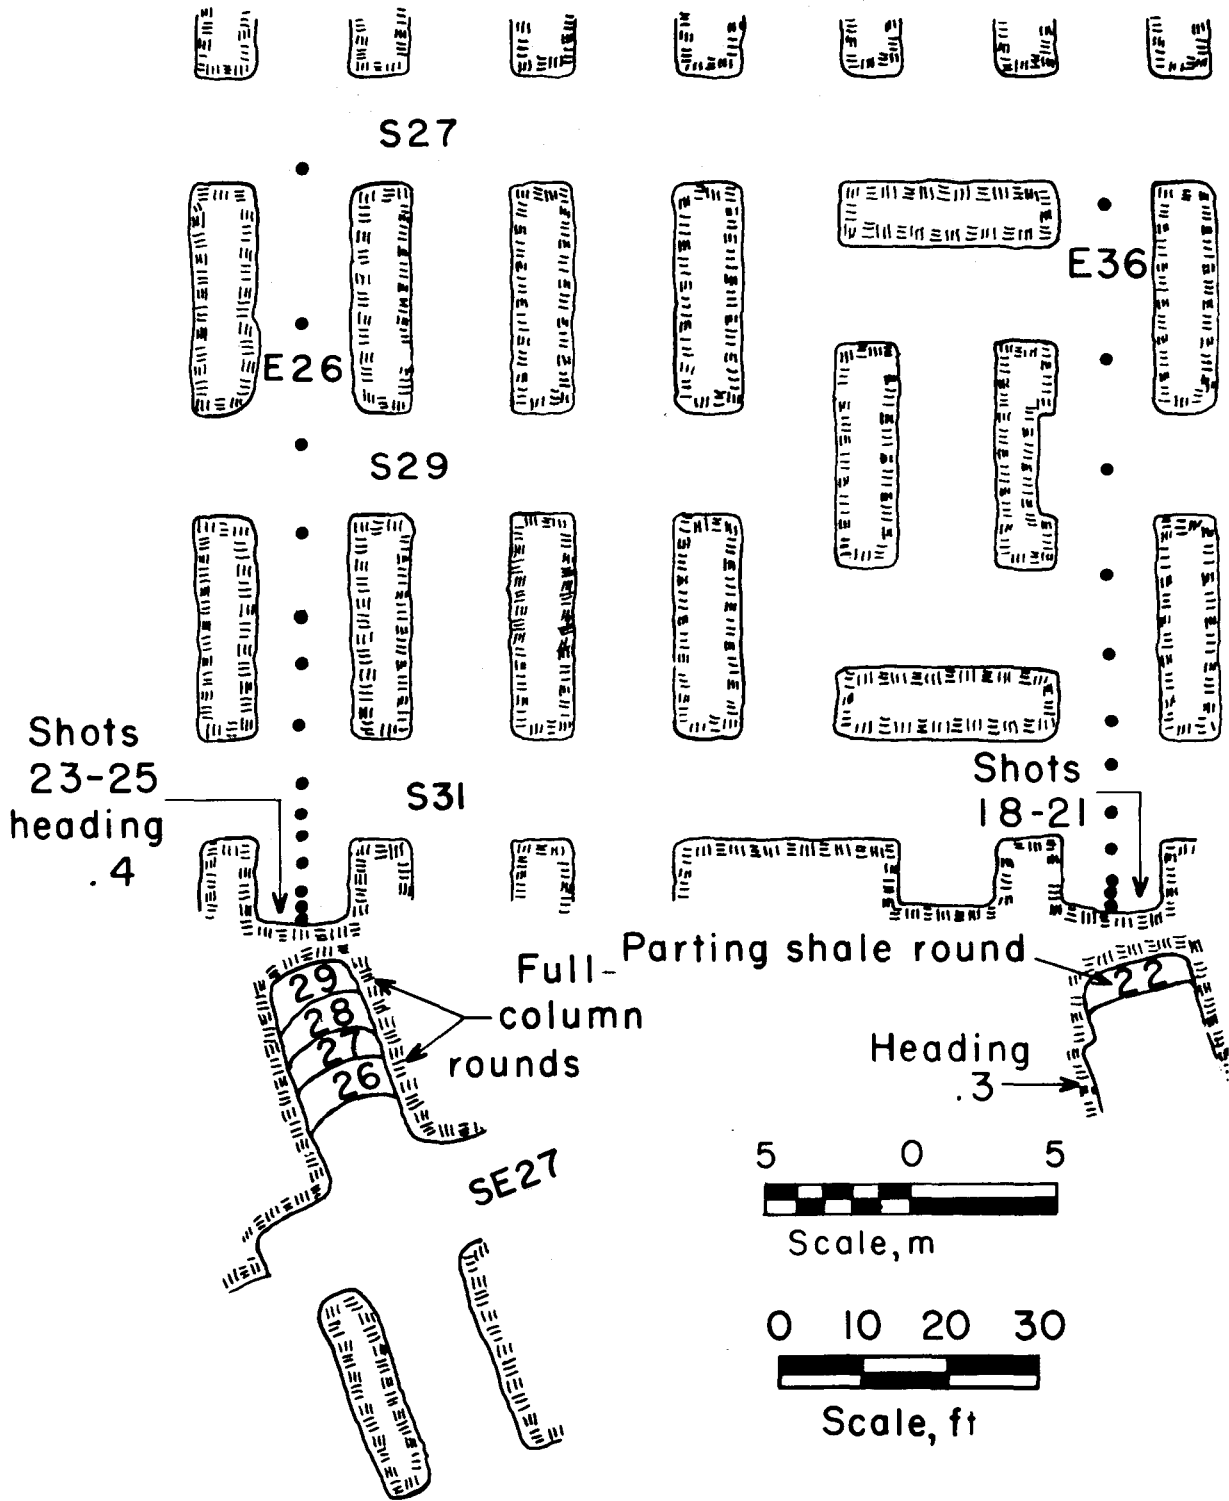 S27
E36
E26
S29
Shots
23-25
heading
.4
S31
Shots
18-21
Parting shale round
Full-
column
rounds
29
28
27
26
22
Heading
.3
SE27
5 0 5
Scale, m
0 10 20 30
Scale, ft